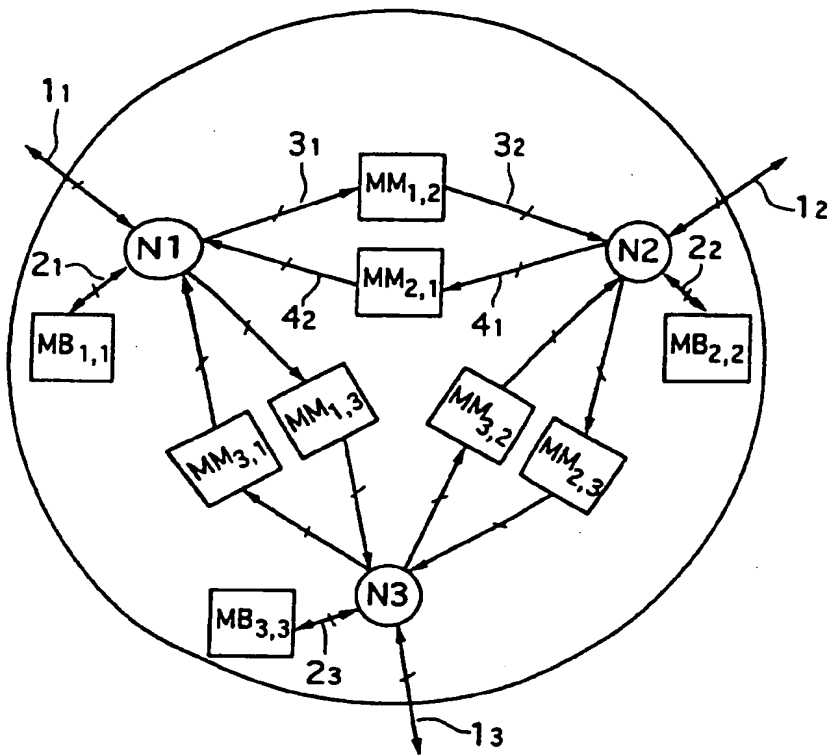 1₁
3₁
MM₁,₂
3₂
1₂
N1
N2
2₁
2₂
MM₂,₁
4₂
4₁
MB₁,₁
MB₂,₂
MM₁,₃
MM₃,₂
MM₃,₁
MM₂,₃
N3
MB₃,₃
2₃
1₃